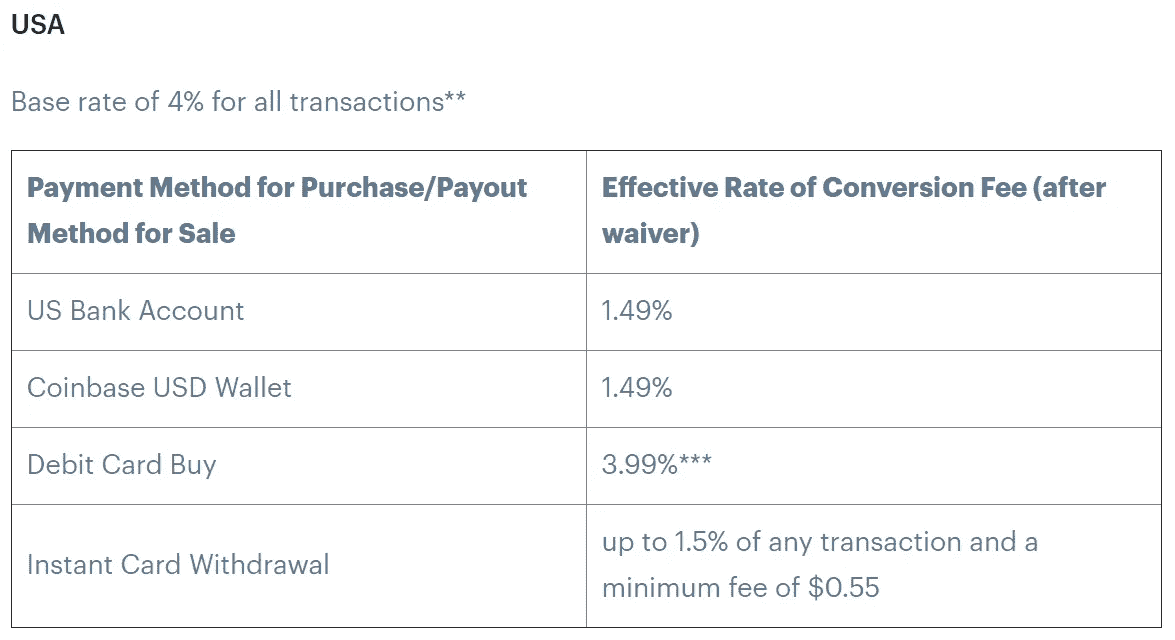 USA
Base rate of 4% for all transactions**
Payment Method for Purchase/Payout
Method for Sale
Effective Rate of Conversion Fee (after
waiver)
US Bank Account
1.49%
Coinbase USD Wallet
1.49%
Debit Card Buy
3.99%***
Instant Card Withdrawal
up to 1.5% of any transaction and a
minimum fee of $0.55